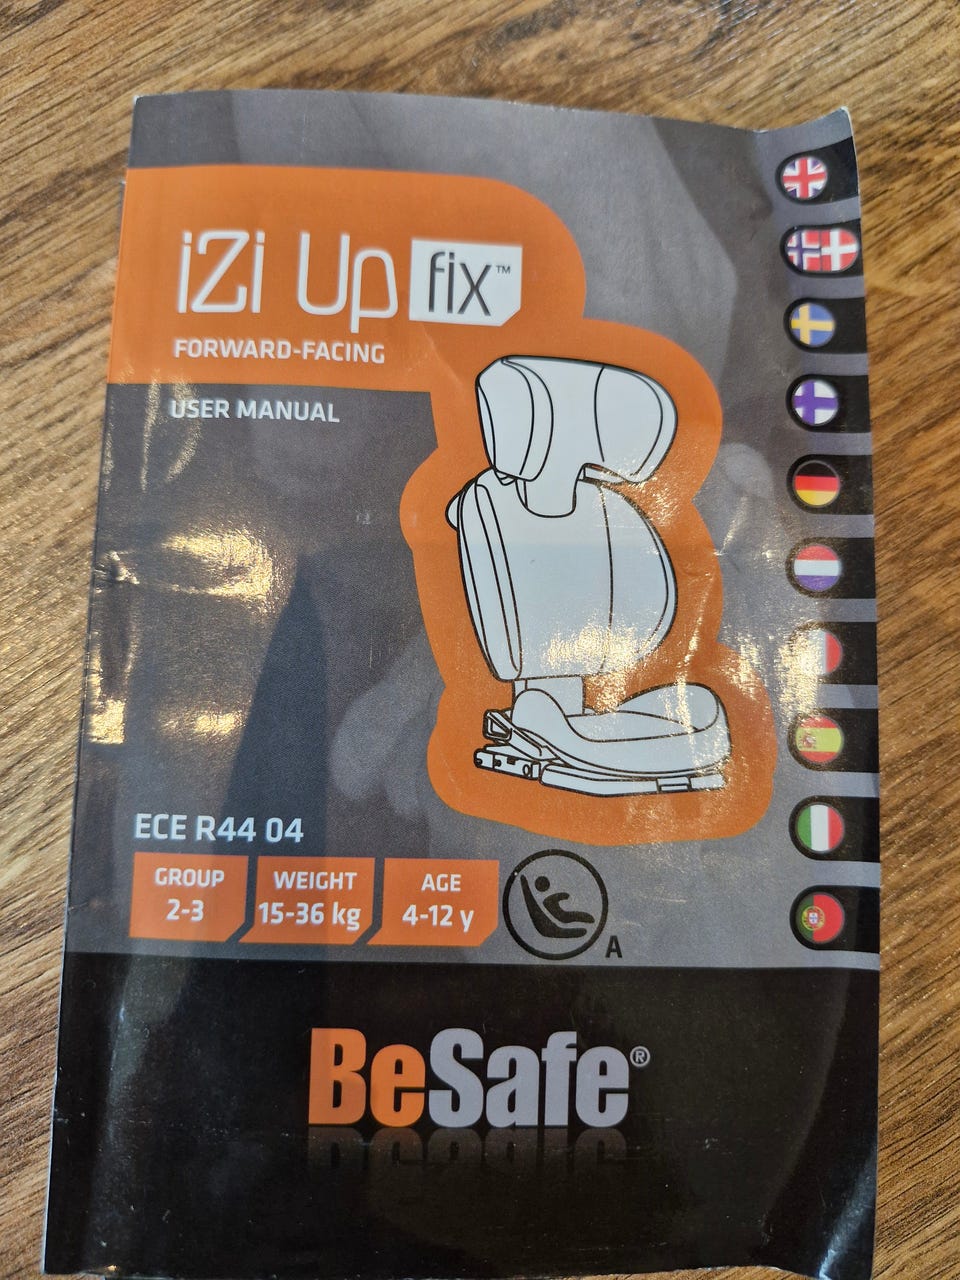 iZi Up fix™
FORWARD-FACING
USER MANUAL
ECE R44 04
GROUP
2-3
WEIGHT
15-36 kg
AGE
4-12 y
A
BeSafe®